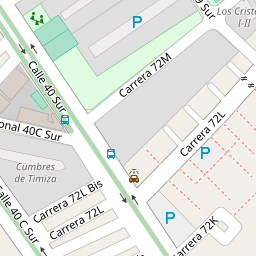 Los Crist
I-II
g Sur
Carrera 72M
Calle 40 Sur
P
onal 40C Sur
Carrera 72L
P
Cumbres
de Timiza
Calle 40 Sur
Carrera 72L Bis
Carrera 72L
P
P
Carrera 72K